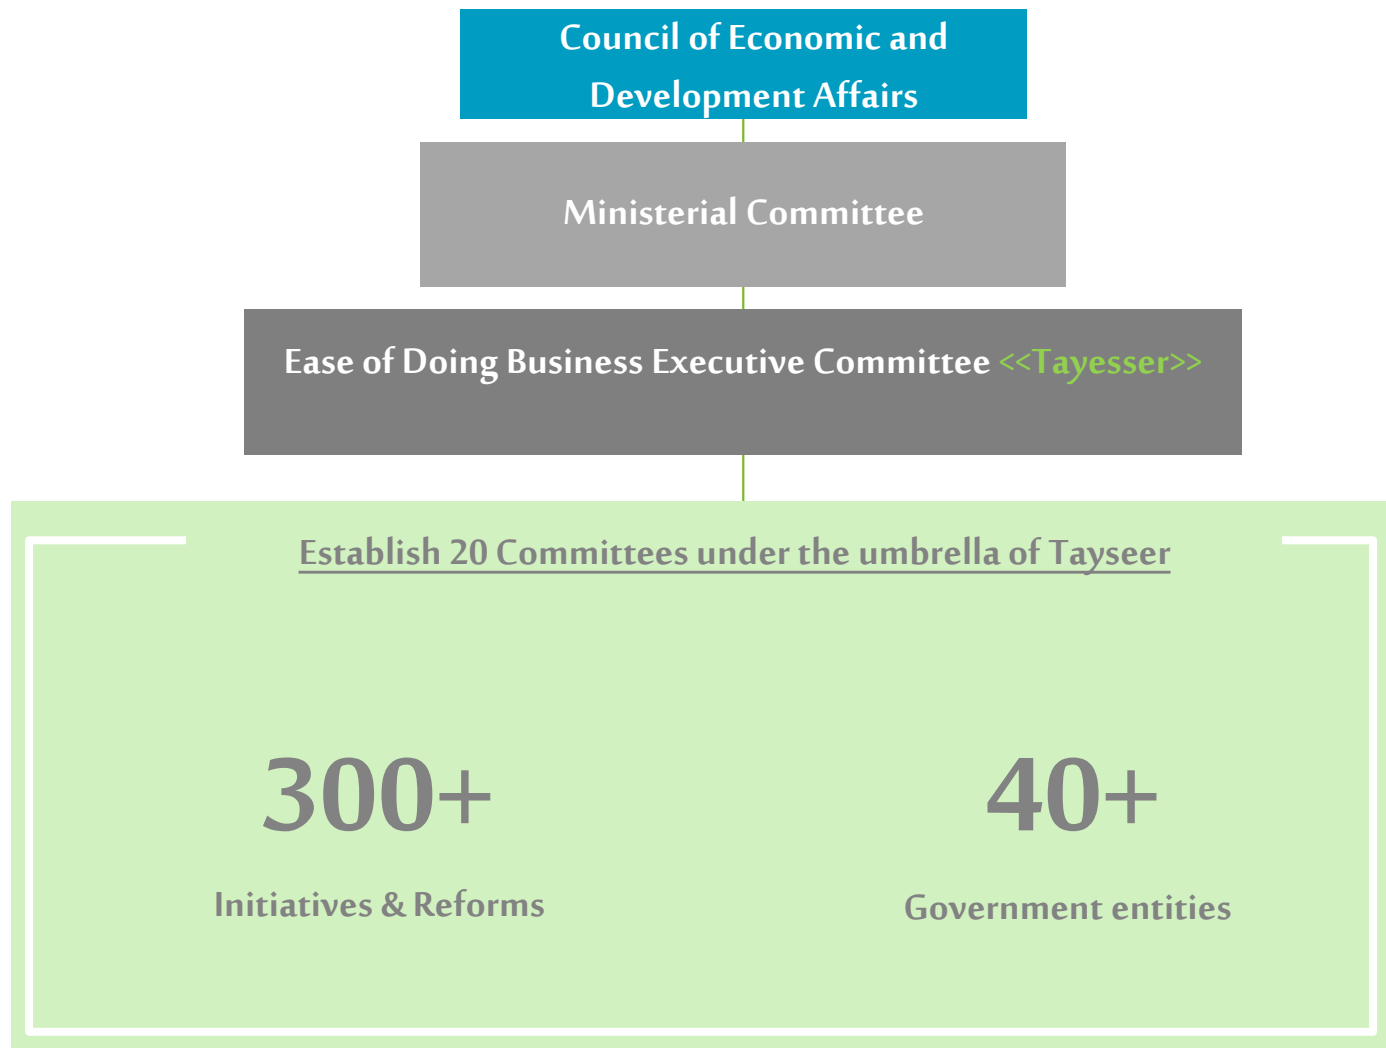 Council of Economic and
Development Affairs
Ministerial Committee
Ease of Doing Business Executive Committee <<Tayesser>>
Establish 20 Committees under the umbrella of Tayseer
300+
Initiatives & Reforms
40+
Government entities